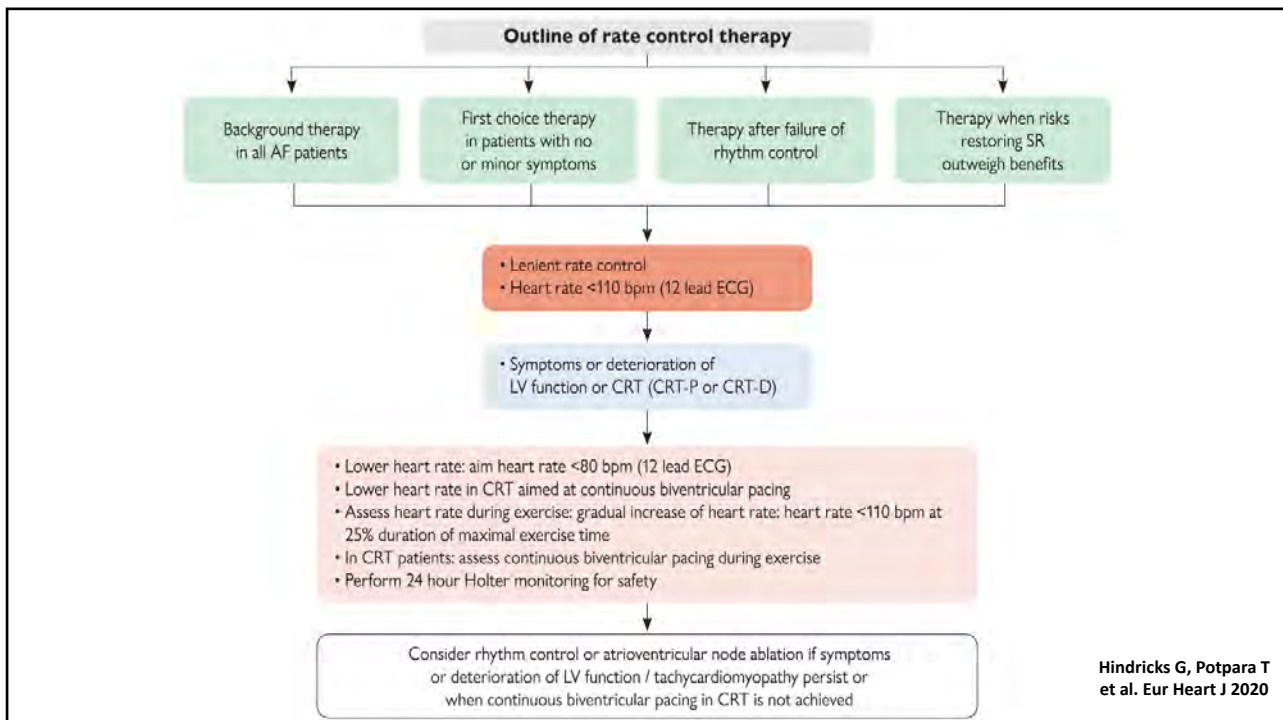 Outline of rate control therapy
Background therapy
in all AF patients
First choice therapy
in patients with no
or minor symptoms
Therapy after failure of
rhythm control
Therapy when risks
restoring SR
outweigh benefits
• Lenient rate control
• Heart rate <110 bpm (12 lead ECG)
• Symptoms or deterioration of
LV function or CRT (CRT-P or CRT-D)
• Lower heart rate: aim heart rate <80 bpm (12 lead ECG)
• Lower heart rate in CRT aimed at continuous biventricular pacing
• Assess heart rate during exercise: gradual increase of heart rate: heart rate <110 bpm at
25% duration of maximal exercise time
• In CRT patients: assess continuous biventricular pacing during exercise
• Perform 24 hour Holter monitoring for safety
Consider rhythm control or atrioventricular node ablation if symptoms
or deterioration of LV function / tachycardiomyopathy persist or
when continuous biventricular pacing in CRT is not achieved
Hindricks G, Potpara T
et al. Eur Heart J 2020